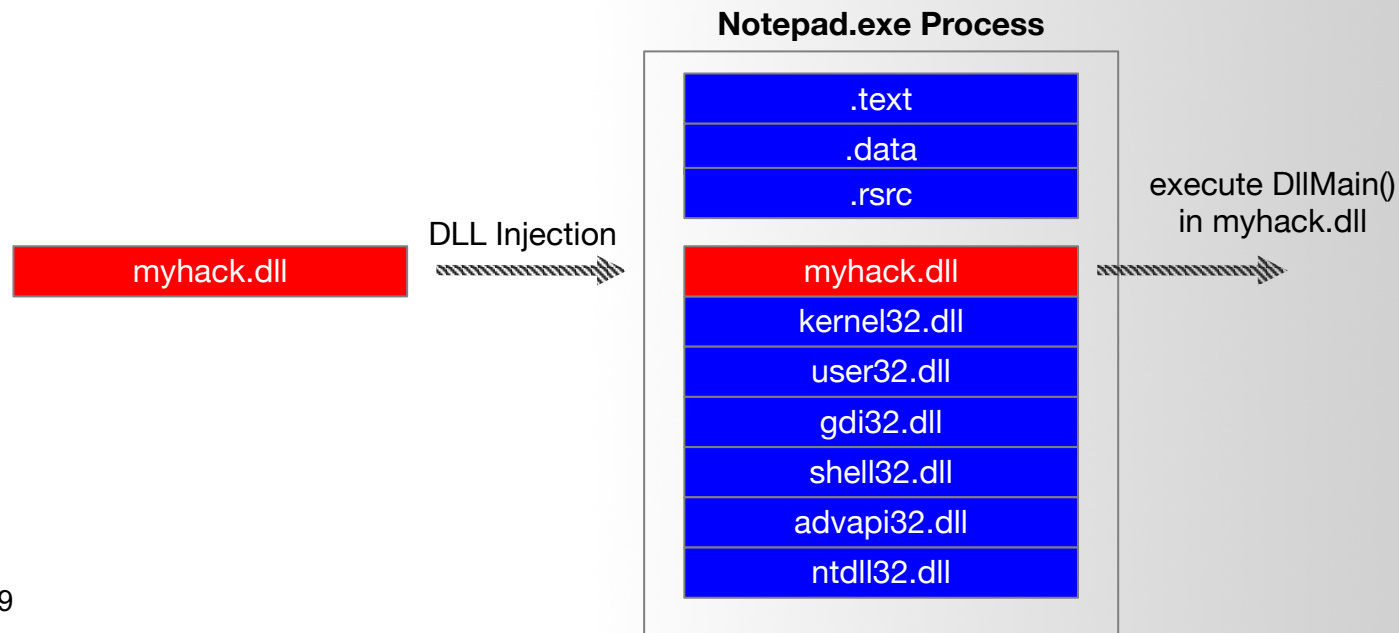 Notepad.exe Process
.text
.data
.rsrc
execute DllMain()
in myhack.dll
DLL Injection
myhack.dll
myhack.dll
kernel32.dll
user32.dll
gdi32.dll
shell32.dll
advapi32.dll
ntdll32.dll
9